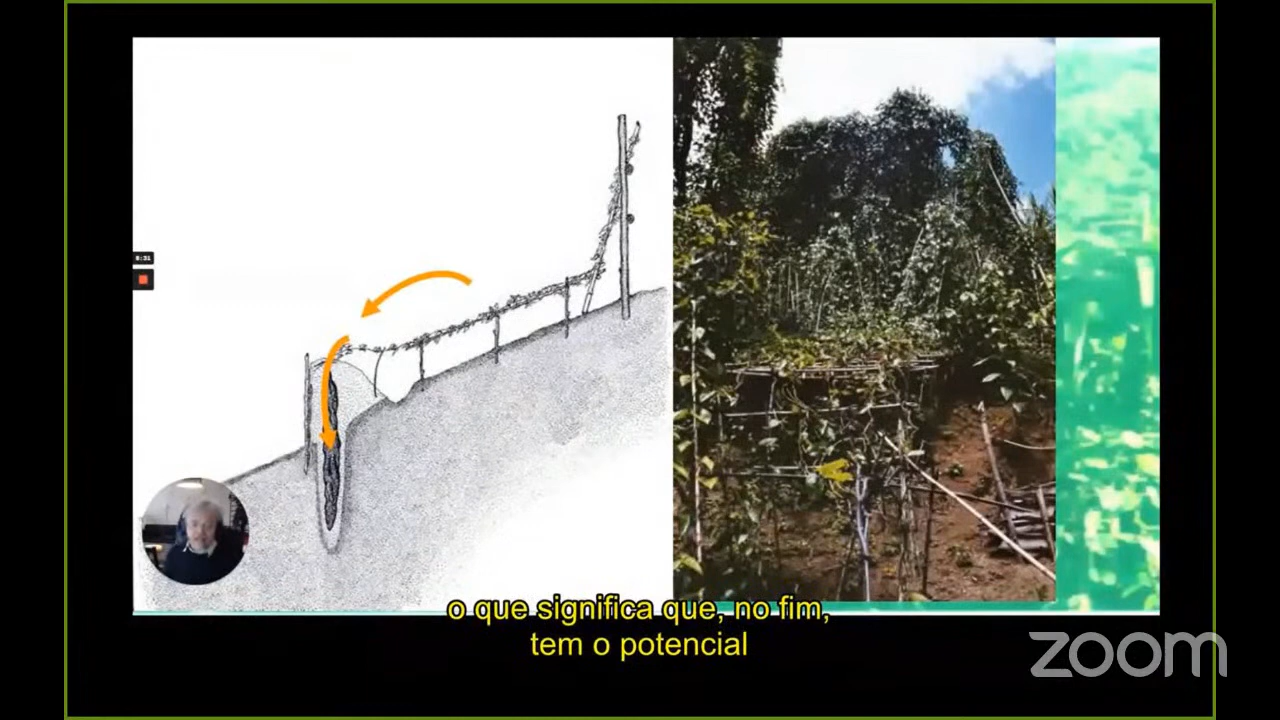 o que significa que, no fim,
tem o potencial
zoom